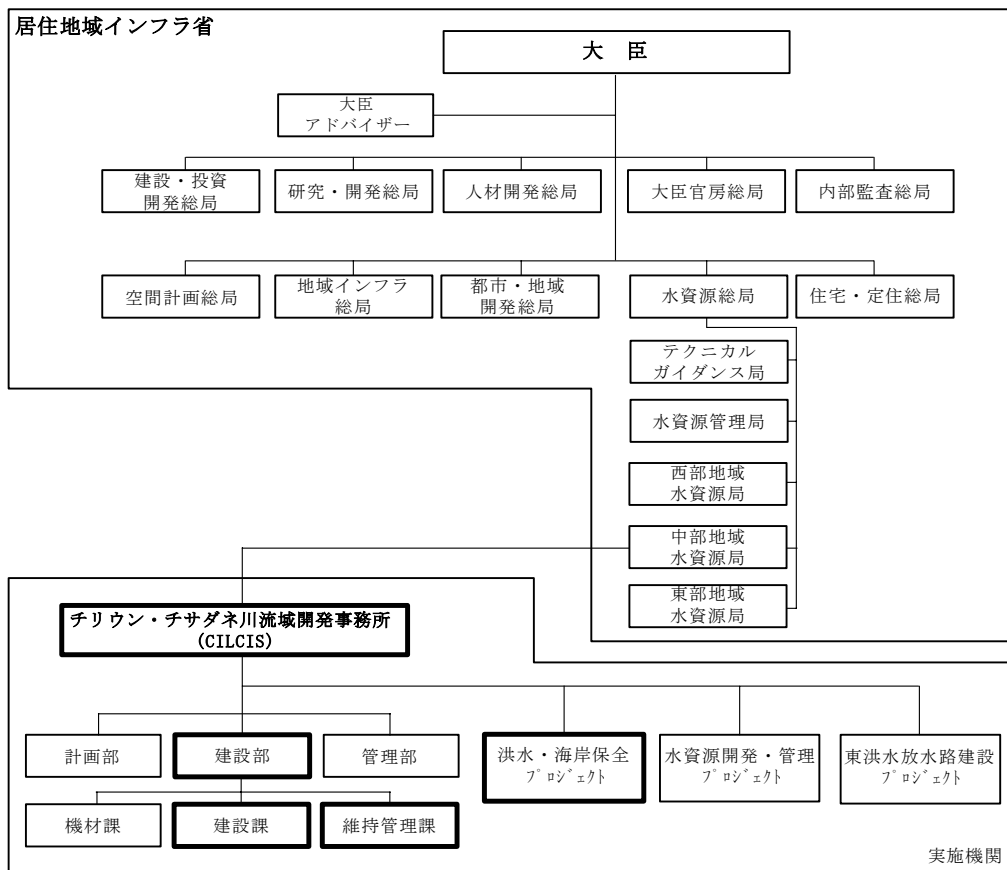 居住地域インフラ省
大 臣
大臣
アドバイザー
建設・投資
開発総局
研究・開発総局
人材開発総局
大臣官房総局
内部監査総局
空間計画総局
地域インフラ
総局
都市・地域
開発総局
水資源総局
住宅・定住総局
テクニカル
ガイダンス局
水資源管理局
西部地域
水資源局
中部地域
水資源局
東部地域
水資源局
チリウン・チサダネ川流域開発事務所
(CILCIS)
計画部
建設部
管理部
洪水・海岸保全
プロジェクト
水資源開発・管理
プロジェクト
東洪水放水路建設
プロジェクト
機材課
建設課
維持管理課
実施機関